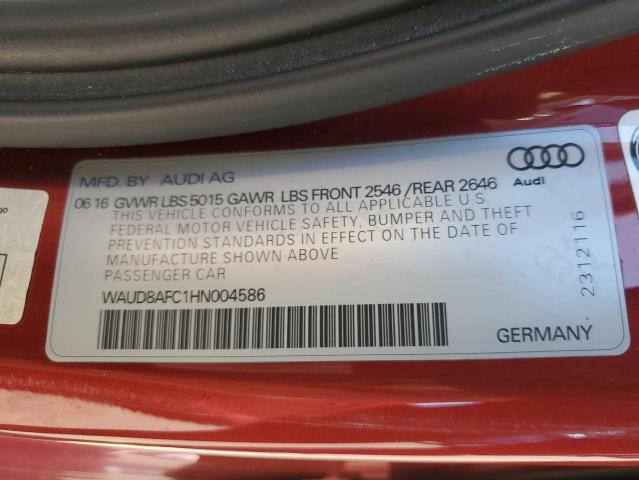 MFD. BY AUDI AG
Audi
06 16 GVWR LBS 5015 GAWR LBS FRONT 2546 /REAR 2646
THIS VEHICLE CONFORMS TO ALL APPLICABLE U.S
FEDERAL MOTOR VEHICLE SAFETY, BUMPER AND THEFT
PREVENTION STANDARDS IN EFFECT ON THE DATE OF
MANUFACTURE SHOWN ABOVE
PASSENGER CAR
WAUD8AFC1HN004586
GERMANY
2312116